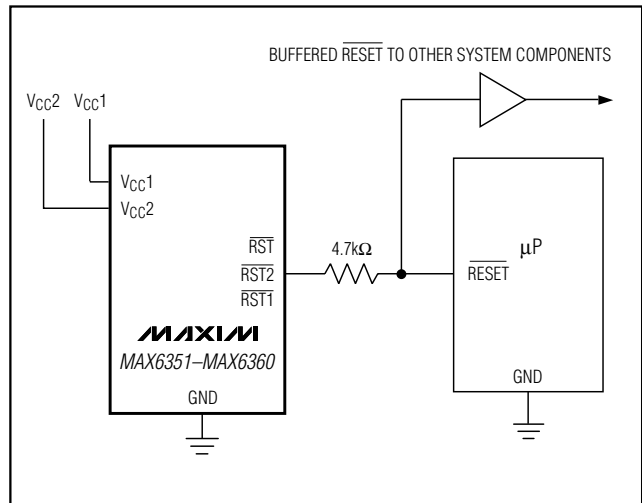 BUFFERED RESET TO OTHER SYSTEM COMPONENTS
VCC2 VCC1
VCC1
VCC2
RST
RST2
RST1
MAXIM
MAX6351–MAX6360
GND
4.7kΩ
µP
RESET
GND